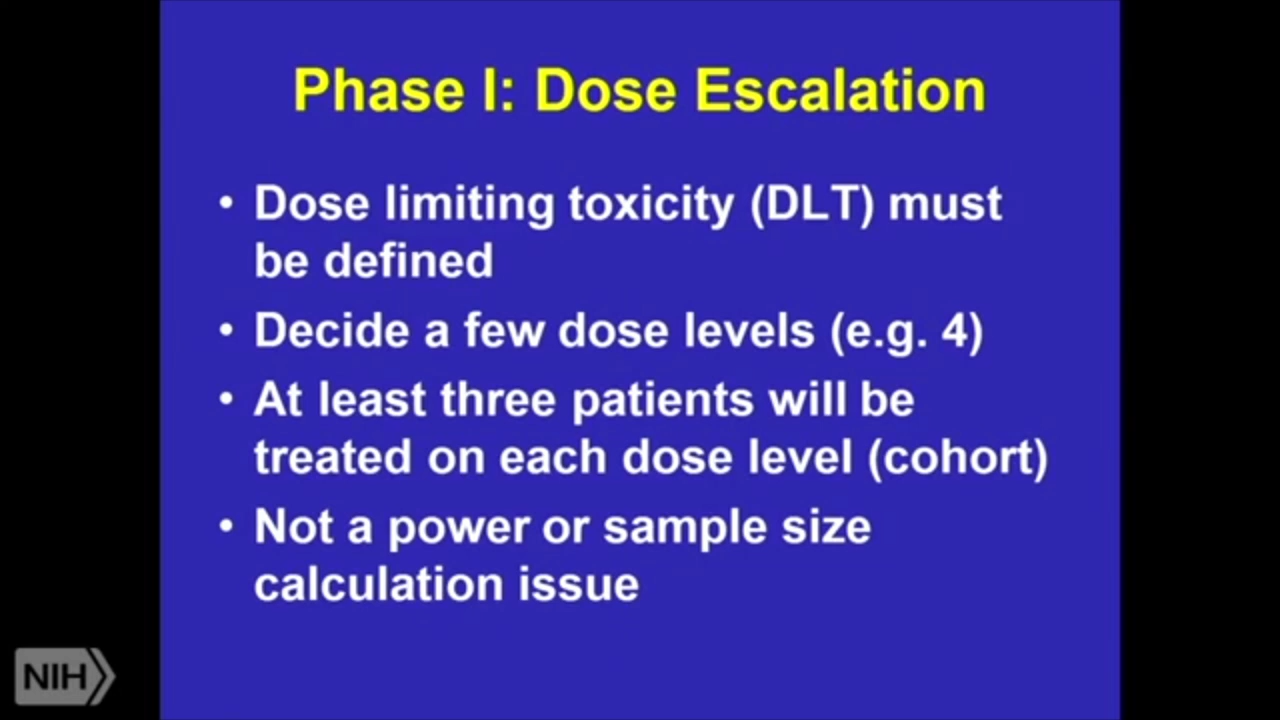 Phase I: Dose Escalation
• Dose limiting toxicity (DLT) must
be defined
• Decide a few dose levels (e.g. 4)
• At least three patients will be
treated on each dose level (cohort)
• Not a power or sample size
calculation issue
NIH